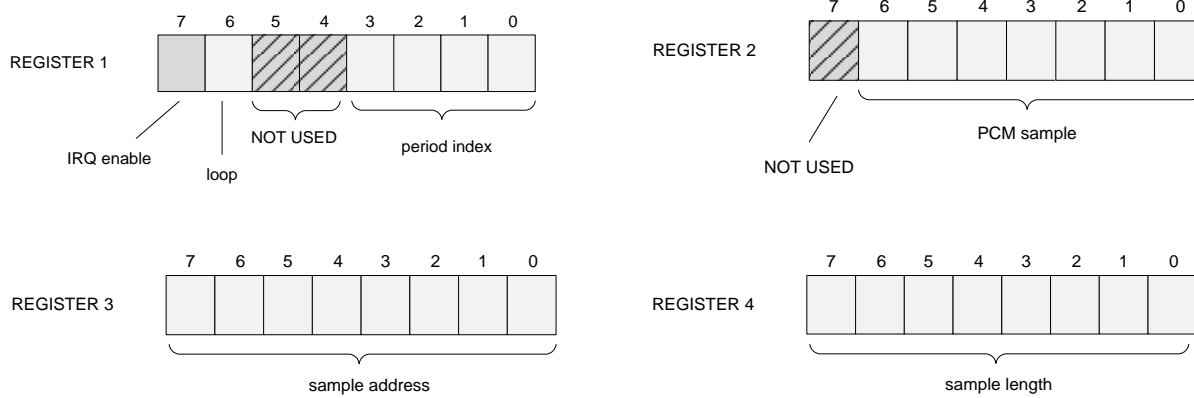 7 6 5 4 3 2 1 0
REGISTER 1
IRQ enable
loop
NOT USED
period index
7 6 5 4 3 2 1 0
REGISTER 2
NOT USED
PCM sample
7 6 5 4 3 2 1 0
REGISTER 3
sample address
7 6 5 4 3 2 1 0
REGISTER 4
sample length